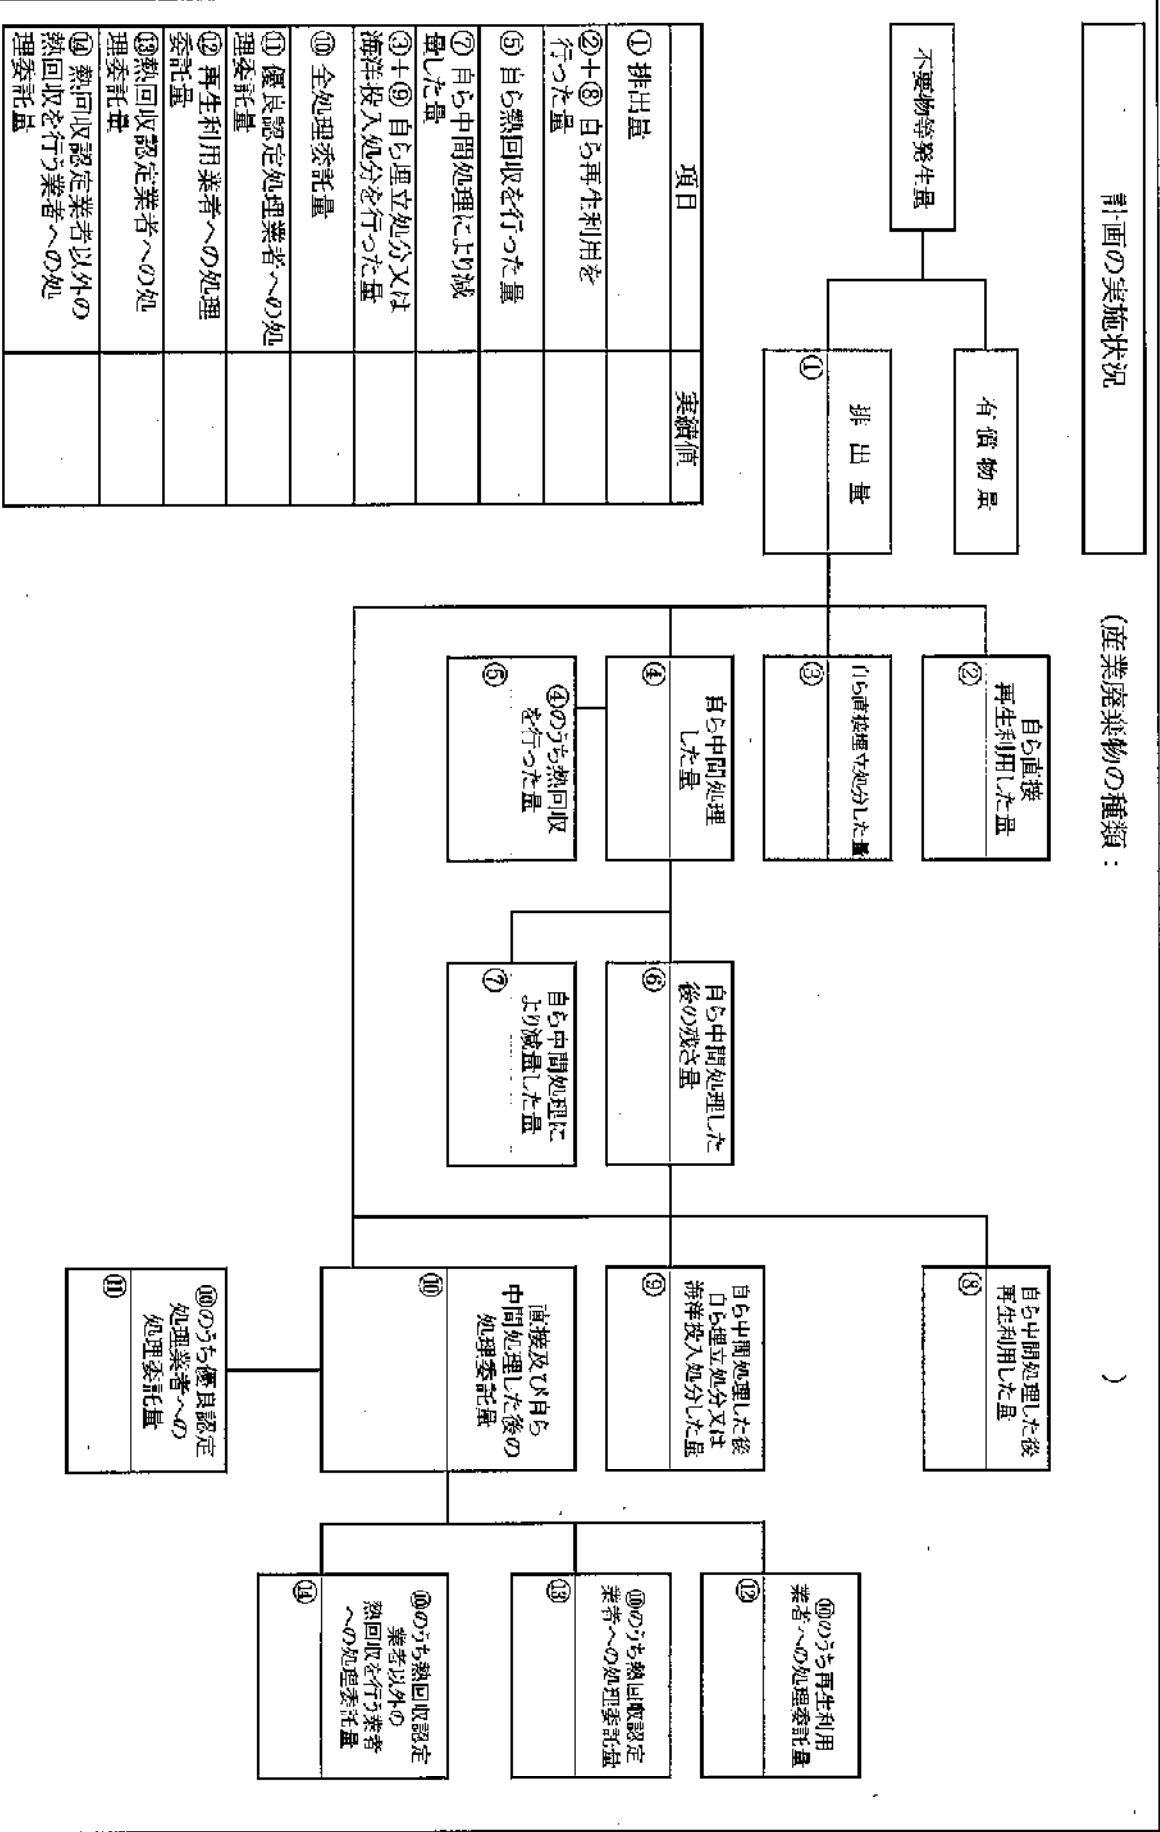 計画の実施状況
(産業廃棄物の種類: )
不要物等発生量
有償物量
排出量
①
自ら直接
再生利用した量
②
自ら直接埋立処分した量
③
自ら中間処理
した量
④
④のうち熱回収
を行った量
⑤
自ら中間処理した
後の残さ量
⑥
自ら中間処理に
より減量した量
⑦
自ら中間処理した後
再生利用した量
⑧
自ら中間処理した後
自ら埋立処分又は
海洋投入処分した量
⑨
直接及び自ら
中間処理した後の
処理委託量
⑩
⑩のうち優良認定
処理業者への
処理委託量
⑪
⑩のうち再生利用
業者への処理委託量
⑫
⑩のうち熱回収認定
業者への処理委託量
⑬
⑩のうち熱回収認定
業者以外の
熱回収を行う業者
への処理委託量
⑭
項目
実績値
① 排出量
②+⑧ 自ら再生利用を
行った量
⑤ 自ら熱回収を行った量
⑦ 自ら中間処理により減
量した量
③+⑨ 自ら埋立処分又は
海洋投入処分を行った量
⑩ 全処理委託量
⑪ 優良認定処理業者への処
理委託量
⑫ 再生利用業者への処理
委託量
⑬熱回収認定業者への処
理委託量
⑭ 熱回収認定業者以外の
熱回収を行う業者への処
理委託量